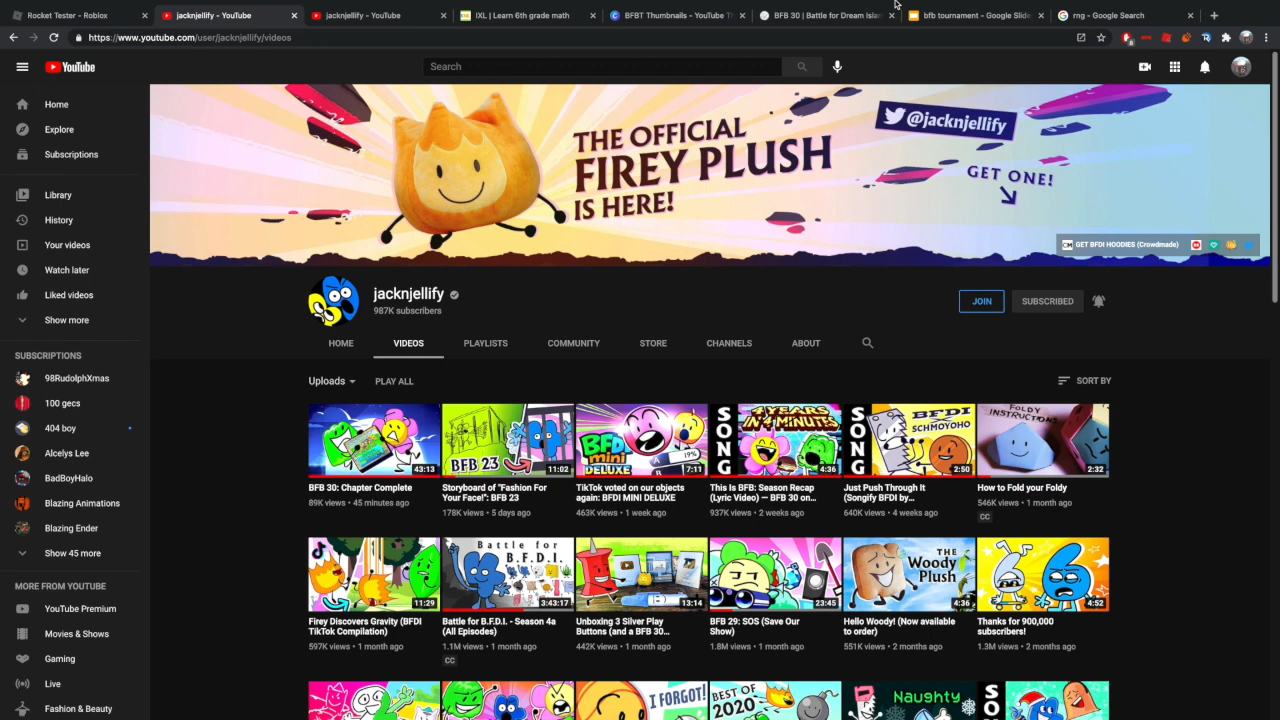 Rocket Tester - Roblox
jacknjellify - YouTube
jacknjellify - YouTube
IXL | Learn 6th grade math
BFBT Thumbnails - YouTube Th
BFB 30 | Battle for Dream Islan
bfb tournament - Google Slide
rng - Google Search
https://www.youtube.com/user/jacknjellify/videos
YouTube
Search
Home
Explore
Subscriptions
Library
History
Your videos
Watch later
Liked videos
Show more
SUBSCRIPTIONS
98RudolphXmas
100 gecs
404 boy
Alcelys Lee
BadBoyHalo
Blazing Animations
Blazing Ender
Show 45 more
MORE FROM YOUTUBE
YouTube Premium
Movies & Shows
Gaming
Live
Fashion & Beauty
THE OFFICIAL
FIREY PLUSH
IS HERE!
@jacknjellify
GET ONE!
CM GET BFDI HOODIES (Crowdmade)
jacknjellify
987K subscribers
JOIN
SUBSCRIBED
HOME VIDEOS PLAYLISTS COMMUNITY STORE CHANNELS ABOUT
Uploads PLAY ALL SORT BY
43:13
BFB 30: Chapter Complete
89K views • 45 minutes ago
BFB 23
11:02
Storyboard of "Fashion For
Your Face!": BFB 23
178K views • 5 days ago
BFDI
mini
DELUXE
19%
7:11
TikTok voted on our objects
again: BFDI MINI DELUXE
463K views • 1 week ago
SONG
4 YEARS
IN 4 MINUTES
4:36
This Is BFB: Season Recap
(Lyric Video) — BFB 30 on...
937K views • 2 weeks ago
SONG
BFDI
SCHMOYOHO
2:50
Just Push Through It
(Songify BFDI by...
640K views • 4 weeks ago
FOLDY
INSTRUCTIONS
2:32
How to Fold your Foldy
546K views • 1 month ago
CC
11:29
Firey Discovers Gravity (BFDI
TikTok Compilation)
597K views • 1 month ago
Battle for
B.F.D.I.
3:43:17
Battle for B.F.D.I. - Season 4a
(All Episodes)
1.1M views • 1 month ago
CC
13:14
Unboxing 3 Silver Play
Buttons (and a BFB 30...
442K views • 1 month ago
23:45
BFB 29: SOS (Save Our
Show)
1.8M views • 1 month ago
THE
Woody
Plush
4:36
Hello Woody! (Now available
to order)
551K views • 2 months ago
4:52
Thanks for 900,000
subscribers!
1.3M views • 2 months ago
I FORGOT!
BEST OF
2020
Naughty
SO